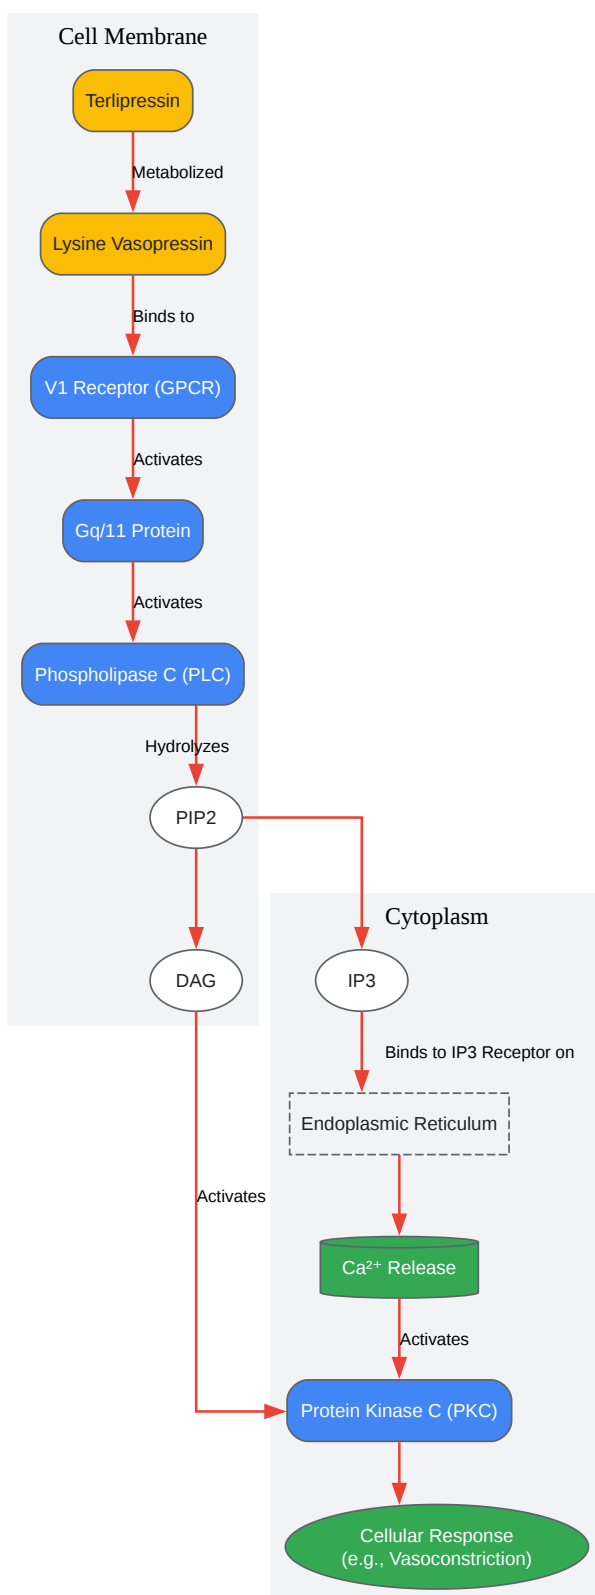 Cell Membrane
Terlipressin
Metabolized
Lysine Vasopressin
Binds to
V1 Receptor (GPCR)
Activates
Gq/11 Protein
Activates
Phospholipase C (PLC)
Hydrolyzes
PIP2
Cytoplasm
DAG
IP3
Binds to IP3 Receptor on
Endoplasmic Reticulum
Activates
Ca²⁺ Release
Activates
Protein Kinase C (PKC)
Cellular Response
(e.g., Vasoconstriction)